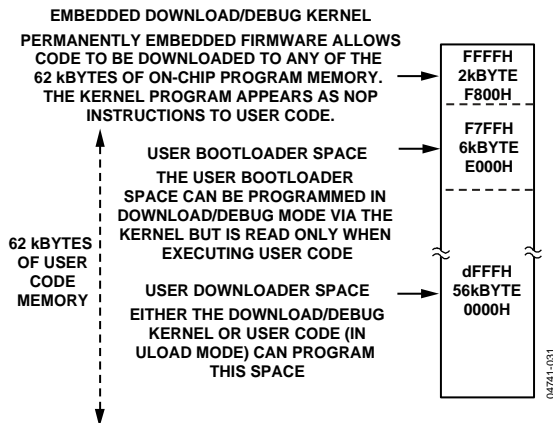 EMBEDDED DOWNLOAD/DEBUG KERNEL
PERMANENTLY EMBEDDED FIRMWARE ALLOWS
CODE TO BE DOWNLOADED TO ANY OF THE
62 kBYTES OF ON-CHIP PROGRAM MEMORY.
THE KERNEL PROGRAM APPEARS AS NOP
INSTRUCTIONS TO USER CODE.
FFFFH
2kBYTE
F800H
USER BOOTLOADER SPACE
THE USER BOOTLOADER
SPACE CAN BE PROGRAMMED IN
DOWNLOAD/DEBUG MODE VIA THE
KERNEL BUT IS READ ONLY WHEN
EXECUTING USER CODE
F7FFH
6kBYTE
E000H
62 kBYTES
OF USER
CODE
MEMORY
USER DOWNLOADER SPACE
EITHER THE DOWNLOAD/DEBUG
KERNEL OR USER CODE (IN
ULOAD MODE) CAN PROGRAM
THIS SPACE
dFFFH
56kBYTE
0000H
04741-031